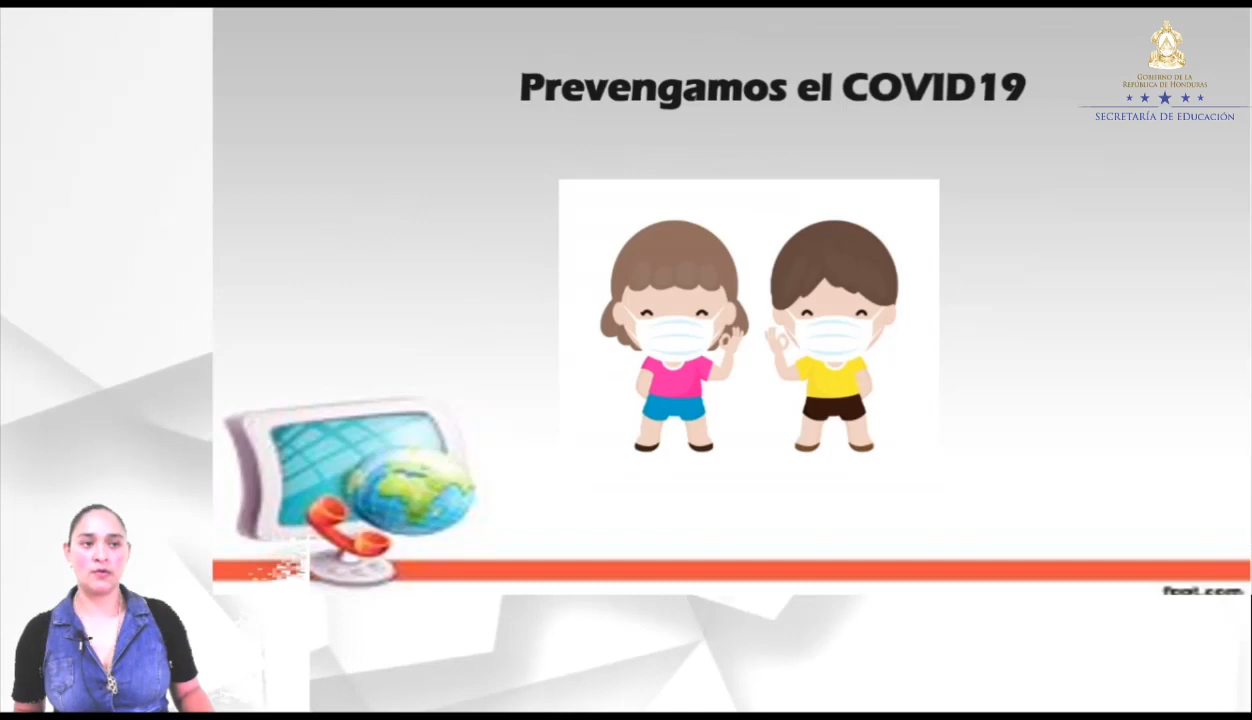 Prevengamos el COVID19
GOBIERNO DE LA
REPÚBLICA DE HONDURAS
SECRETARÍA DE EDUCACIÓN